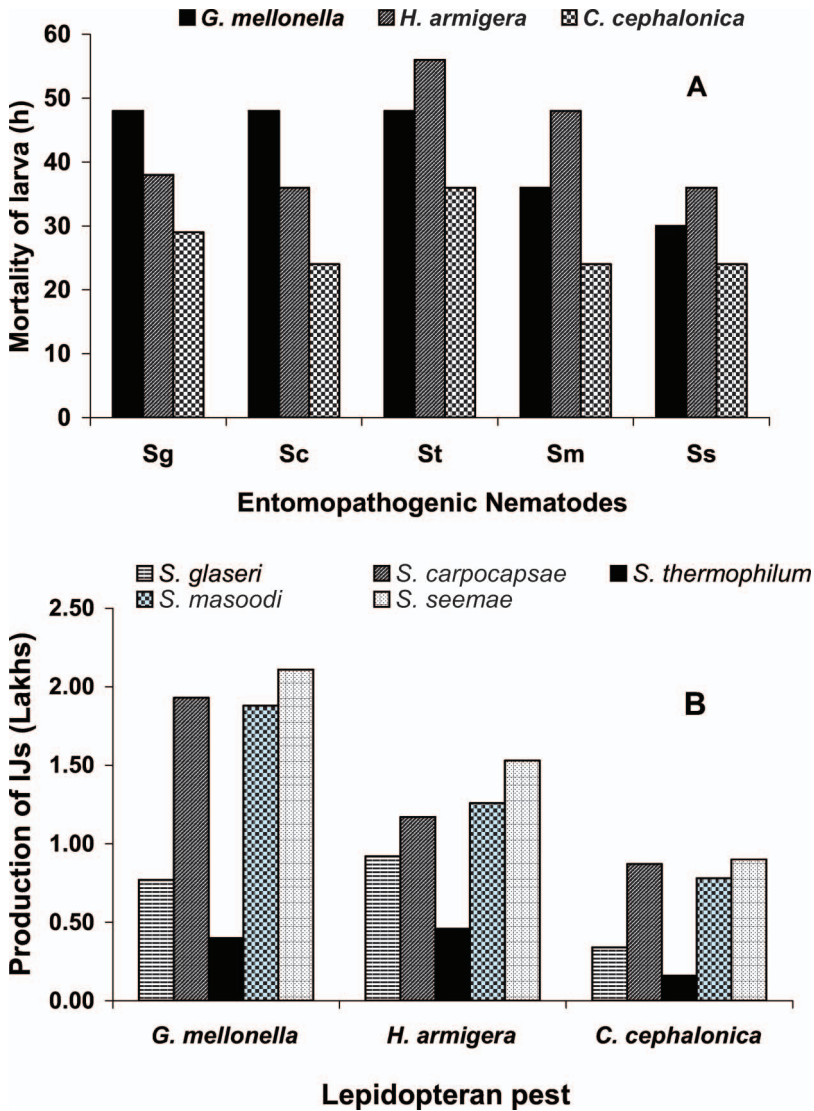 G. mellonella H. armigera C. cephalonica
60
50
40
30
20
10
0
Mortality of larva (h)
A
Sg Sc St Sm Ss
Entomopathogenic Nematodes
S. glaseri S. carpocapsae S. thermophilum
S. masoodi S. seemae
2.50
2.00
1.50
1.00
0.50
0.00
Production of IJs (Lakhs)
B
G. mellonella H. armigera C. cephalonica
Lepidopteran pest